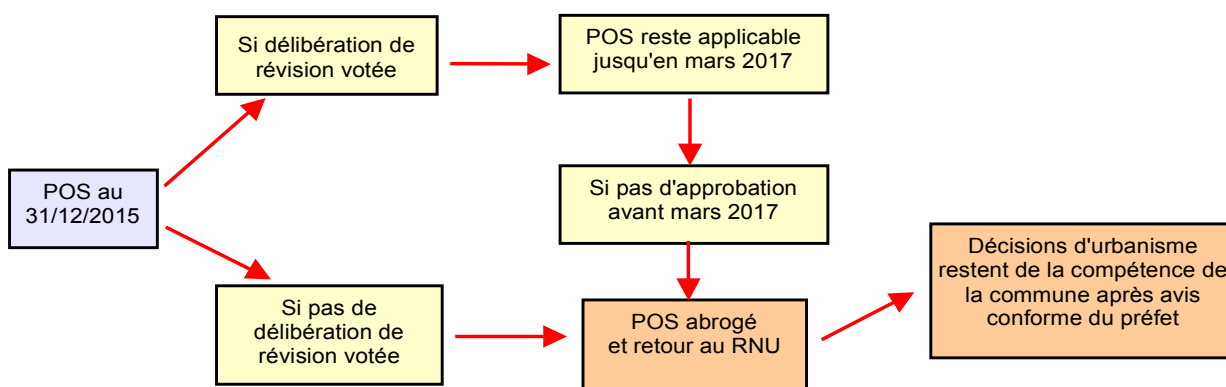 Si délibération de
révision votée
POS reste applicable
jusqu'en mars 2017
POS au
31/12/2015
Si pas d'approbation
avant mars 2017
Si pas de
délibération de
révision votée
POS abrogé
et retour au RNU
Décisions d'urbanisme
restent de la compétence de
la commune après avis
conforme du préfet